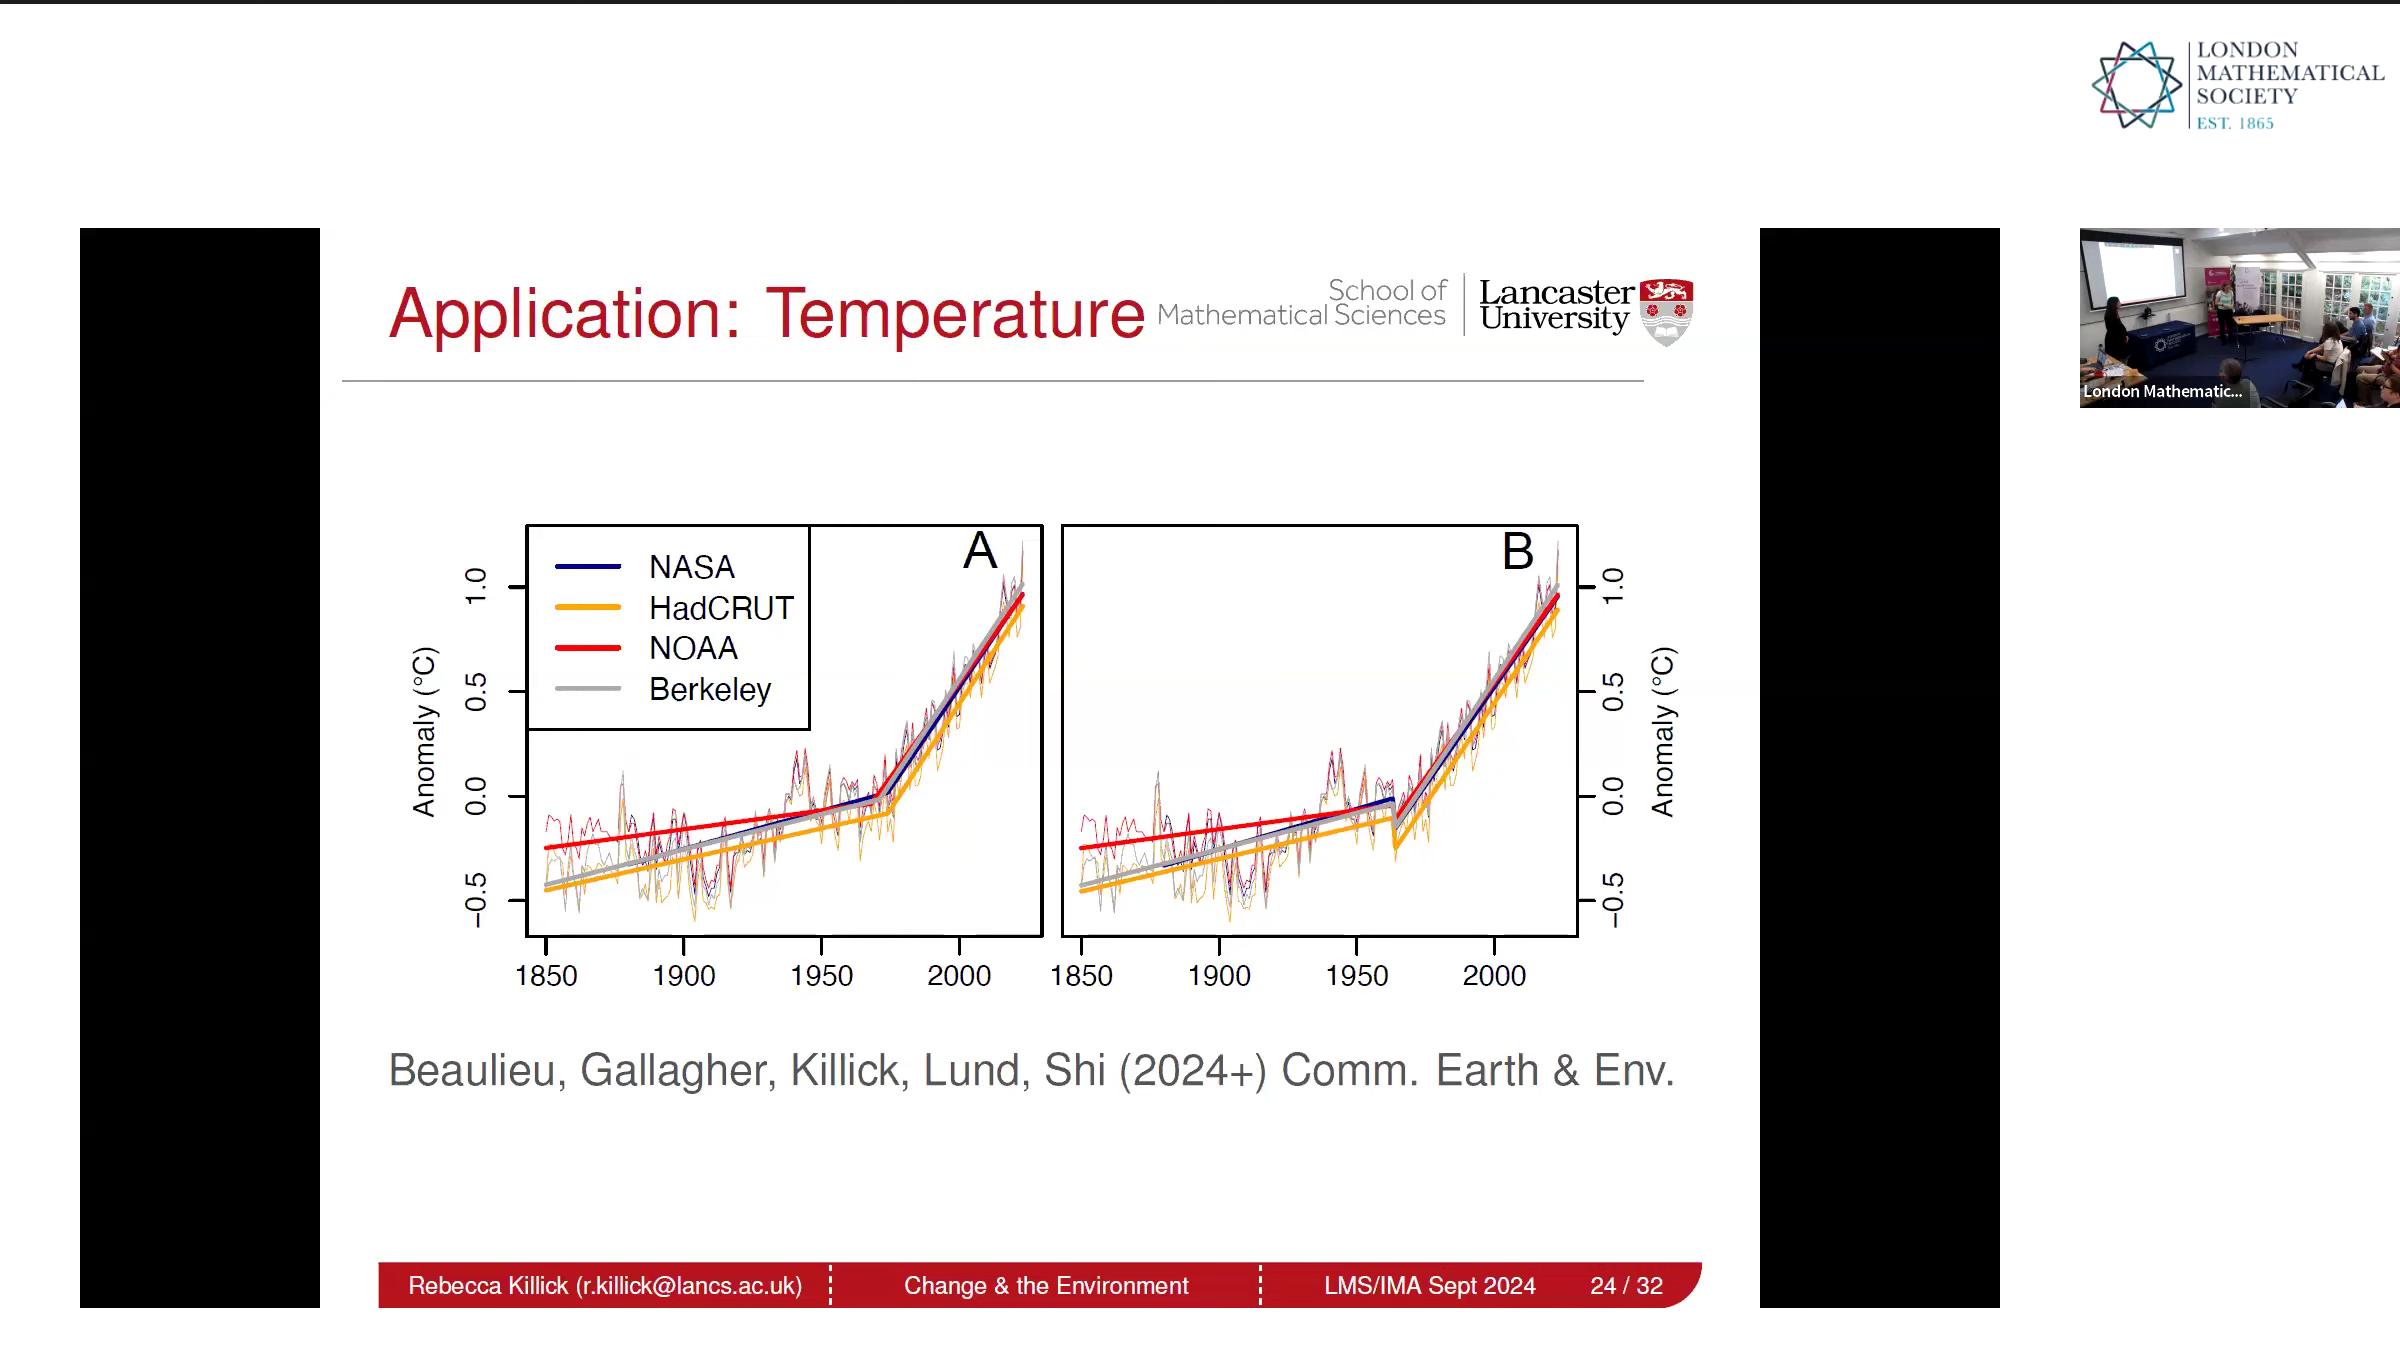 LONDON
MATHEMATICAL
SOCIETY
EST. 1865
Application: Temperature
School of
Mathematical Sciences
Lancaster
University
London Mathematic...
A
NASA
HadCRUT
NOAA
Berkeley
Anomaly (°C)
1.0
0.5
0.0
−0.5
1850 1900 1950 2000
B
1.0
0.5
0.0
−0.5
Anomaly (°C)
1850 1900 1950 2000
Beaulieu, Gallagher, Killick, Lund, Shi (2024+) Comm. Earth & Env.
Rebecca Killick (r.killick@lancs.ac.uk) Change & the Environment LMS/IMA Sept 2024 24 / 32